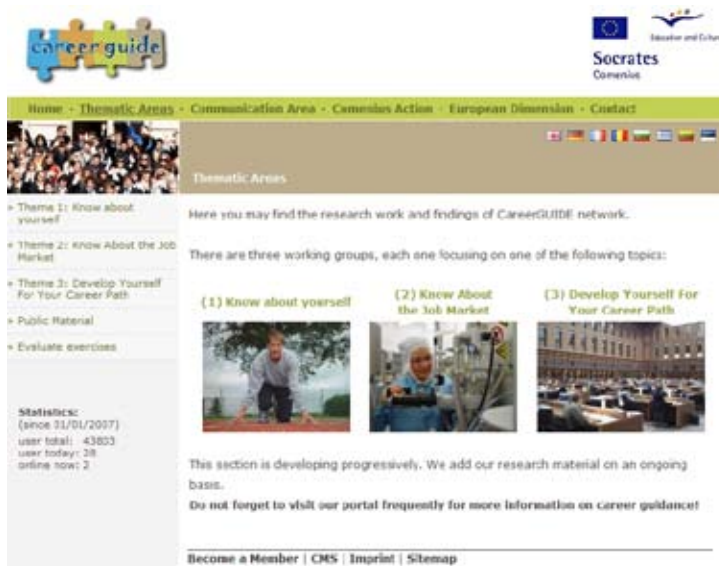 career guide
Education and Culture
Socrates
Comenius
Home - Thematic Areas - Communication Area - Comenius Action - European Dimension - Contact
Thematic Areas
» Theme 1: Know about
yourself
» Theme 2: Know About the Job
Market
» Theme 3: Develop Yourself
For Your Career Path
» Public Material
» Evaluate exercises
Statistics:
(since 31/01/2007)
user total: 43803
user today: 28
online now: 2
Here you may find the research work and findings of CareerGUIDE network.
There are three working groups, each one focusing on one of the following topics:
(1) Know about yourself
(2) Know About
the Job Market
(3) Develop Yourself For
Your Career Path
This section is developing progressively. We add our research material on an ongoing
basis.
Do not forget to visit our portal frequently for more information on career guidance!
Become a Member | CMS | Imprint | Sitemap